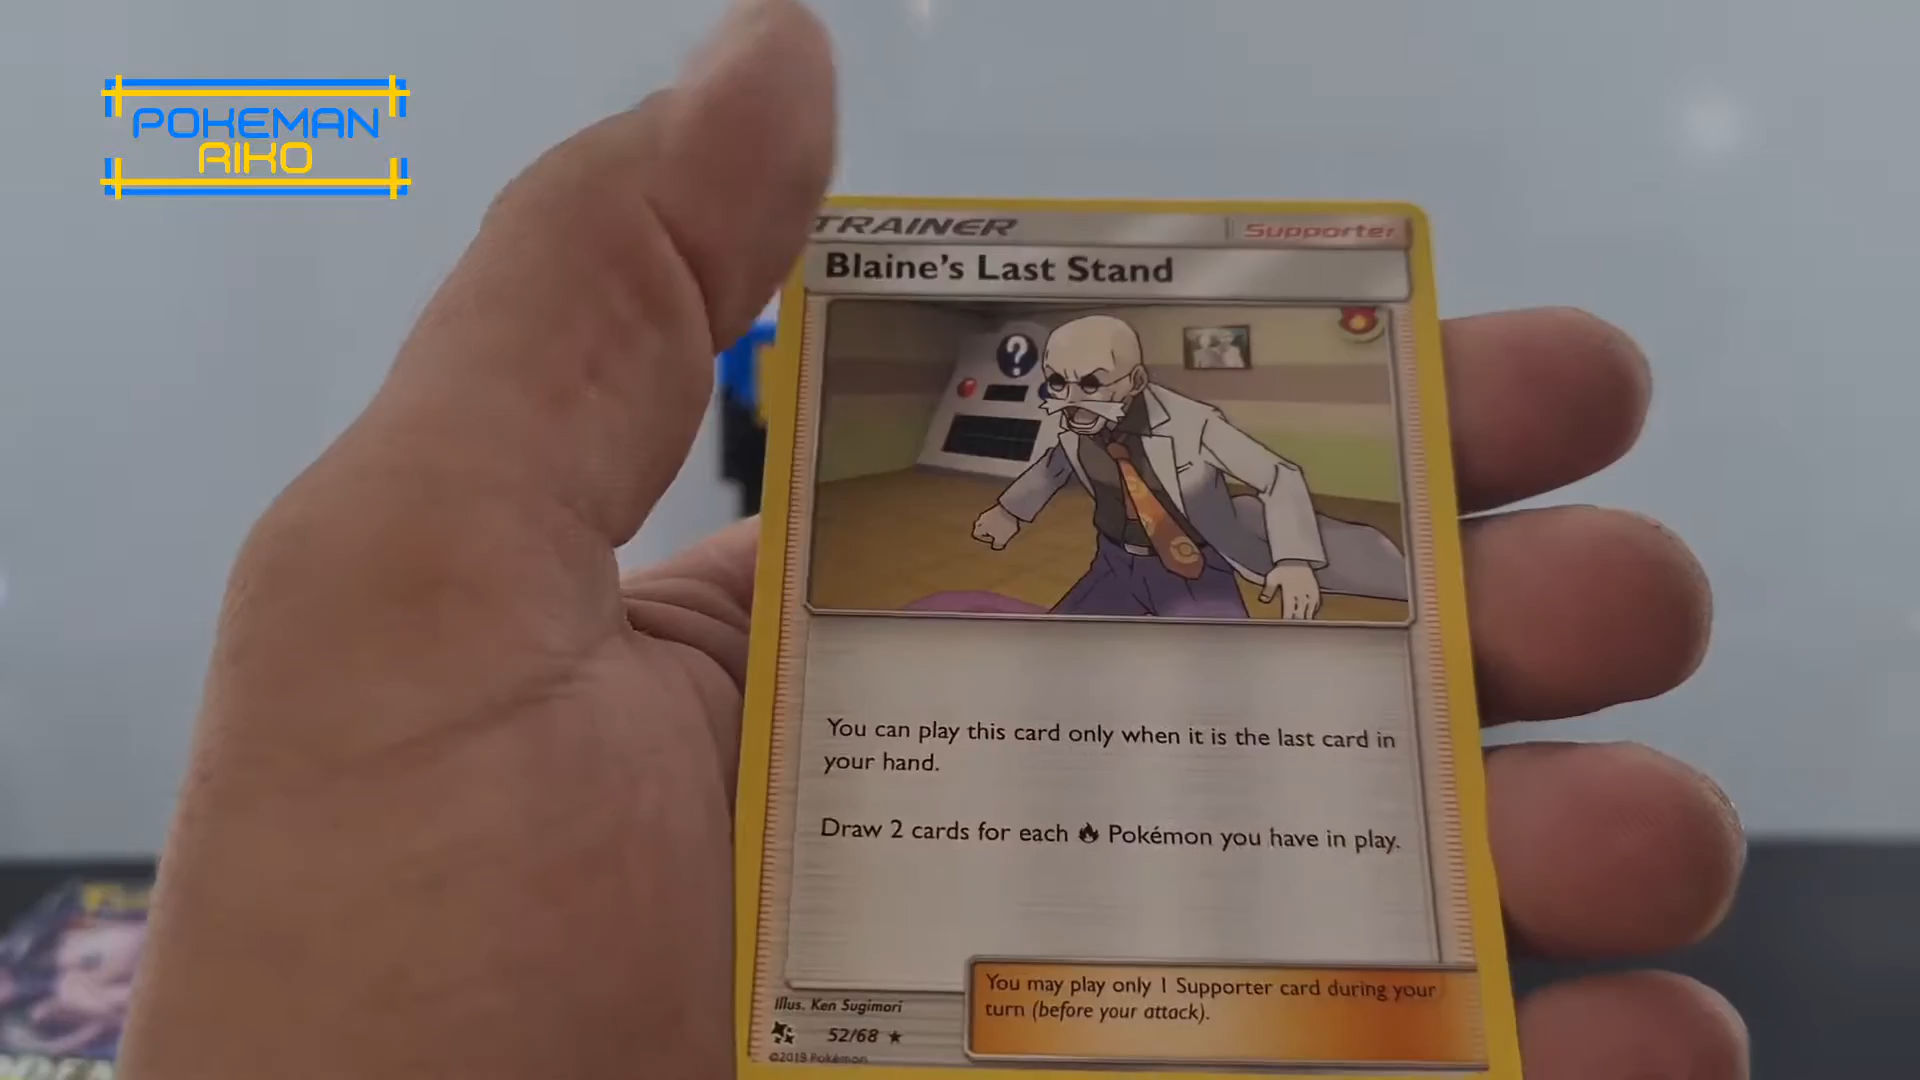 POKEMAN
RIKO
TRAINER
Supporter
Blaine's Last Stand
?
You can play this card only when it is the last card in
your hand.
Draw 2 cards for each Pokémon you have in play.
You may play only 1 Supporter card during your
turn (before your attack).
Illus. Ken Sugimori
52/68 ★
©2019 Pokémon